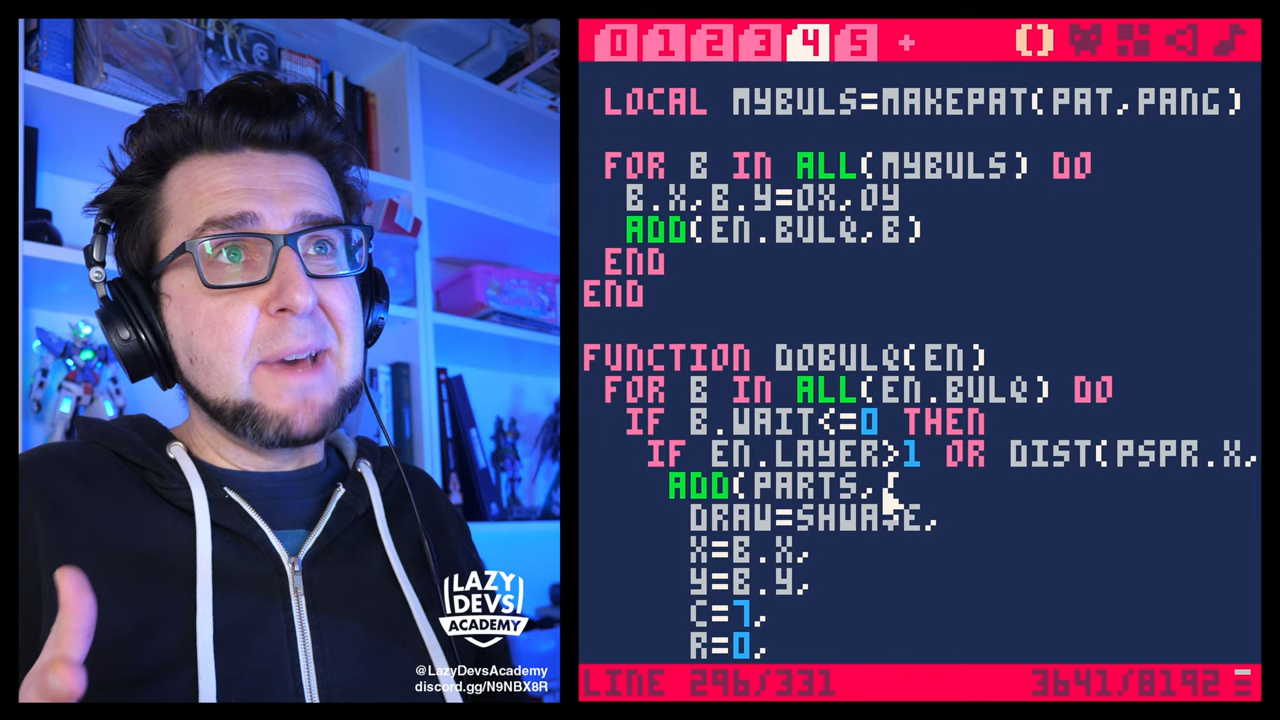 0 1 2 3 4 5 +
LOCAL MYBULS=MAKEPAT(PAT,PANG)
FOR B IN ALL(MYBULS) DO
B.X,B.Y=OX,OY
ADD(EN.BULQ,B)
END
END
FUNCTION DOBULQ(EN)
FOR B IN ALL(EN.BULQ) DO
IF B.WAIT<=0 THEN
IF EN.LAYER>1 OR DIST(PSPR.X,
ADD(PARTS,{
DRAW=SHWAVE,
X=B.X,
Y=B.Y,
C=7,
R=0,
LINE 296/331 3641/8192
LAZY
DEVS
ACADEMY
@LazyDevsAcademy
discord.gg/N9NBX8R